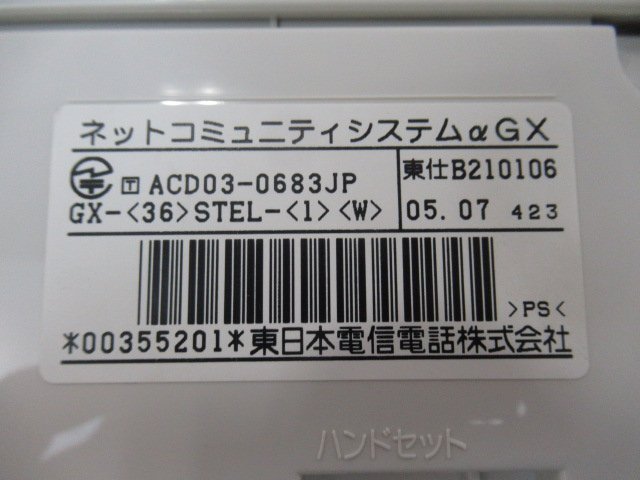 ネットコミュニティシステムαGX
T ACD03-0683JP
東仕B210106
GX-<36>STEL-<1><W>
05.07 423
>PS<
*00355201*東日本電信電話株式会社
ハンドセット